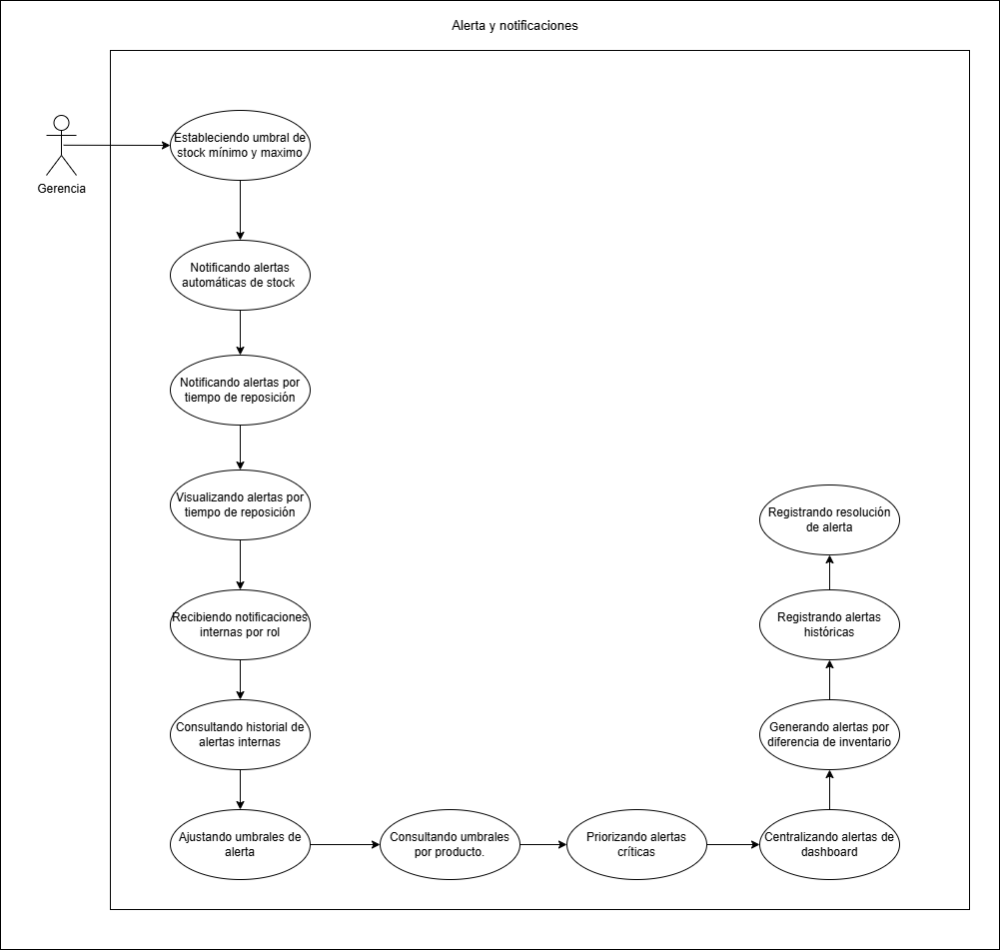 Alerta y notificaciones
Estableciendo umbral de
stock mínimo y maximo
Gerencia
Notificando alertas
automáticas de stock
Notificando alertas por
tiempo de reposición
Visualizando alertas por
tiempo de reposición
Recibiendo notificaciones
internas por rol
Consultando historial de
alertas internas
Ajustando umbrales de
alerta
Consultando umbrales
por producto.
Priorizando alertas
críticas
Centralizando alertas de
dashboard
Generando alertas por
diferencia de inventario
Registrando alertas
históricas
Registrando resolución
de alerta